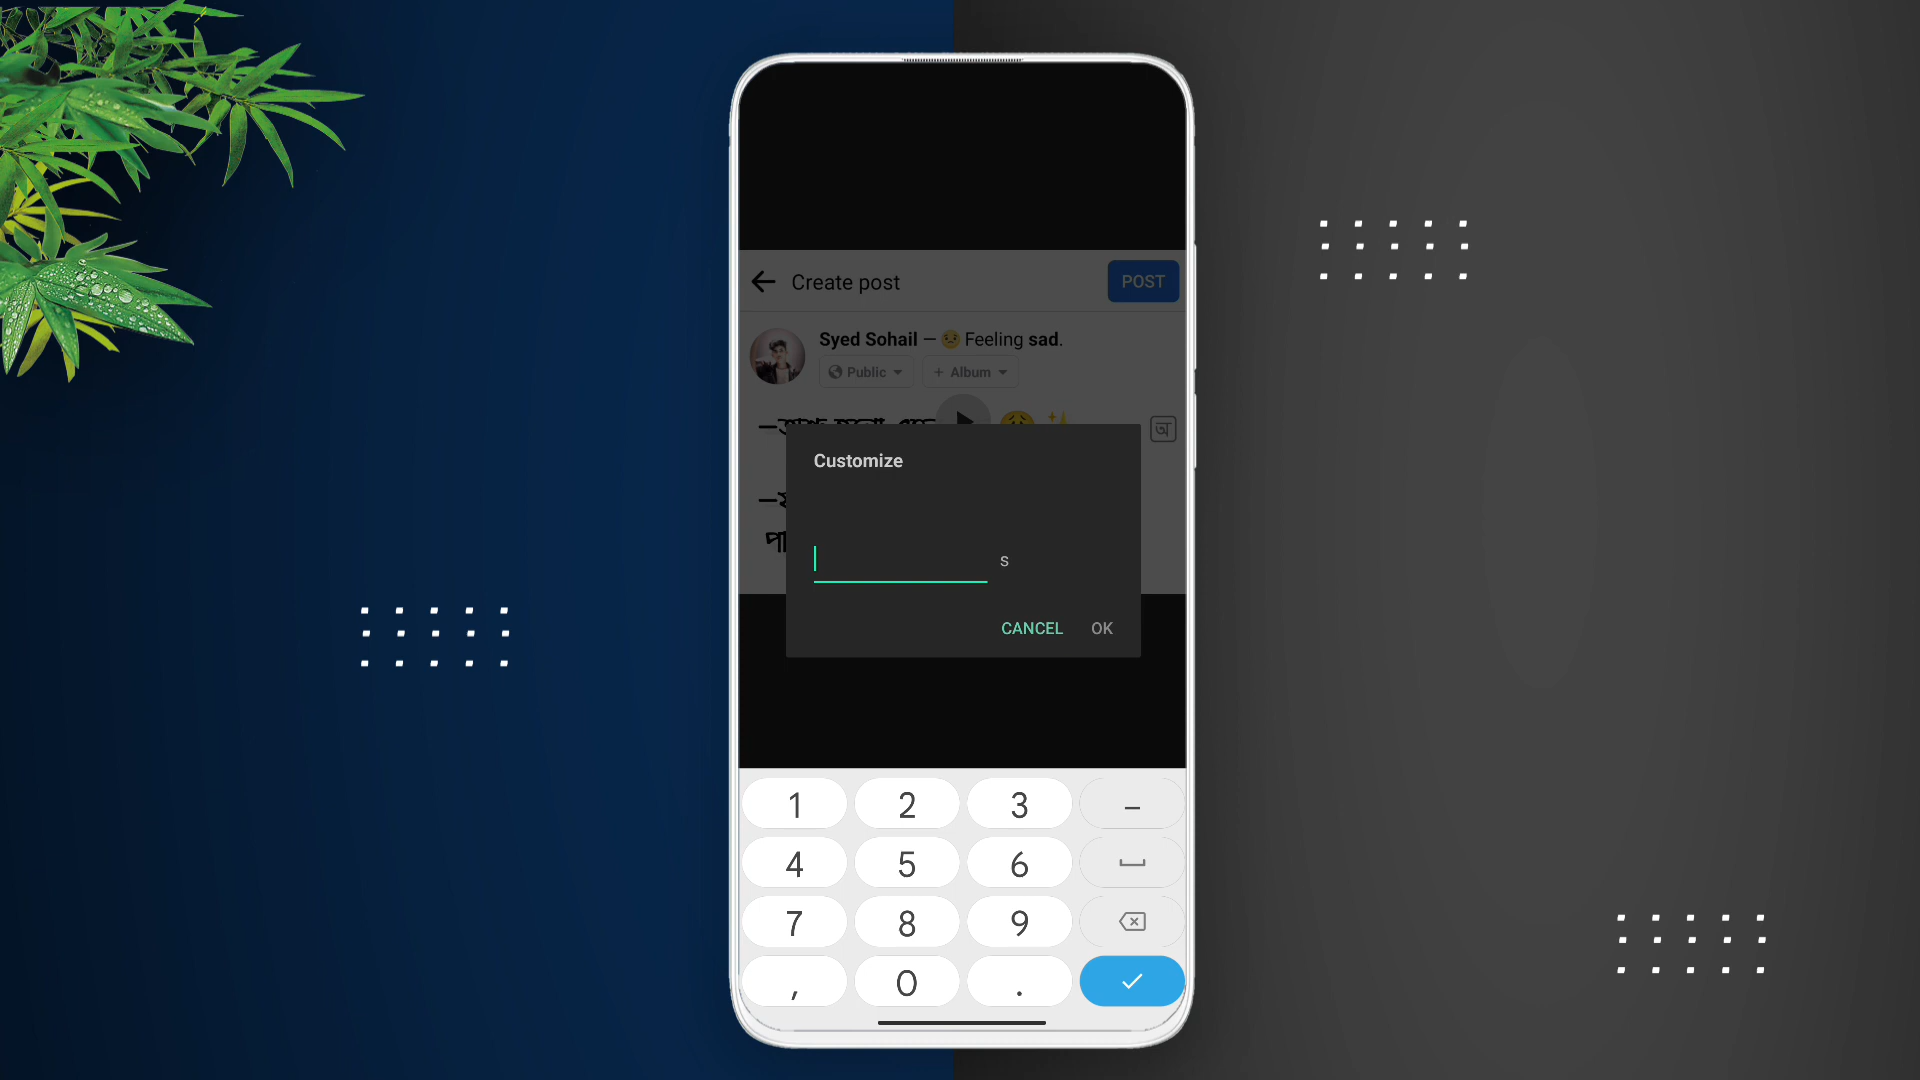 Create post
POST
Syed Sohail — 😟 Feeling sad.
Public
+ Album
অ
Customize
s
CANCEL
OK
1 2 3 –
4 5 6
7 8 9
, 0 .